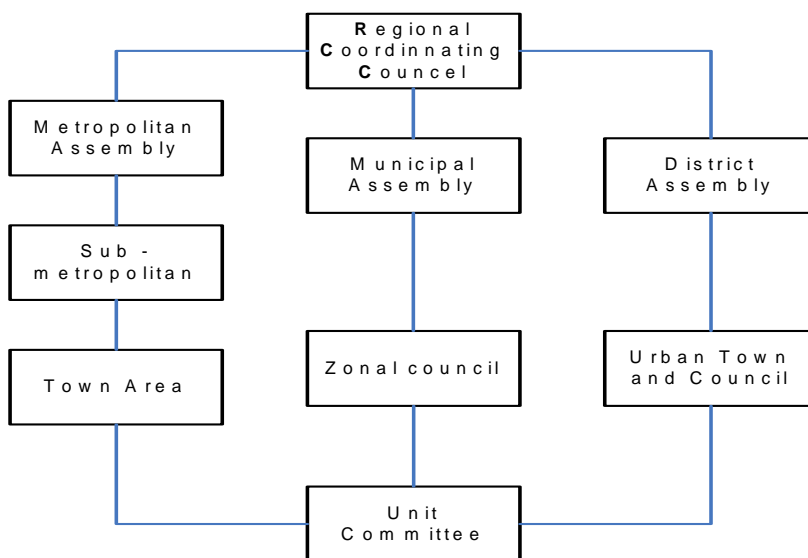 Regional
Coordinnating
Councel
Metropolitan
Assembly
Municipal
Assembly
District
Assembly
Sub -
metropolitan
Town Area
Zonal council
Urban Town
and Council
Unit
Committee